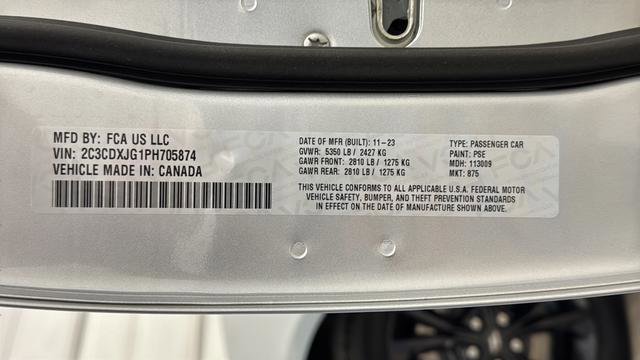 MFD BY: FCA US LLC
VIN: 2C3CDXJG1PH705874
VEHICLE MADE IN: CANADA
DATE OF MFR (BUILT): 11-23
GVWR: 5350 LB / 2427 KG
GAWR FRONT: 2810 LB / 1275 KG
GAWR REAR: 2810 LB / 1275 KG
TYPE: PASSENGER CAR
PAINT: PSE
MDH: 113009
MKT: 875
THIS VEHICLE CONFORMS TO ALL APPLICABLE U.S.A. FEDERAL MOTOR
VEHICLE SAFETY, BUMPER, AND THEFT PREVENTION STANDARDS
IN EFFECT ON THE DATE OF MANUFACTURE SHOWN ABOVE.